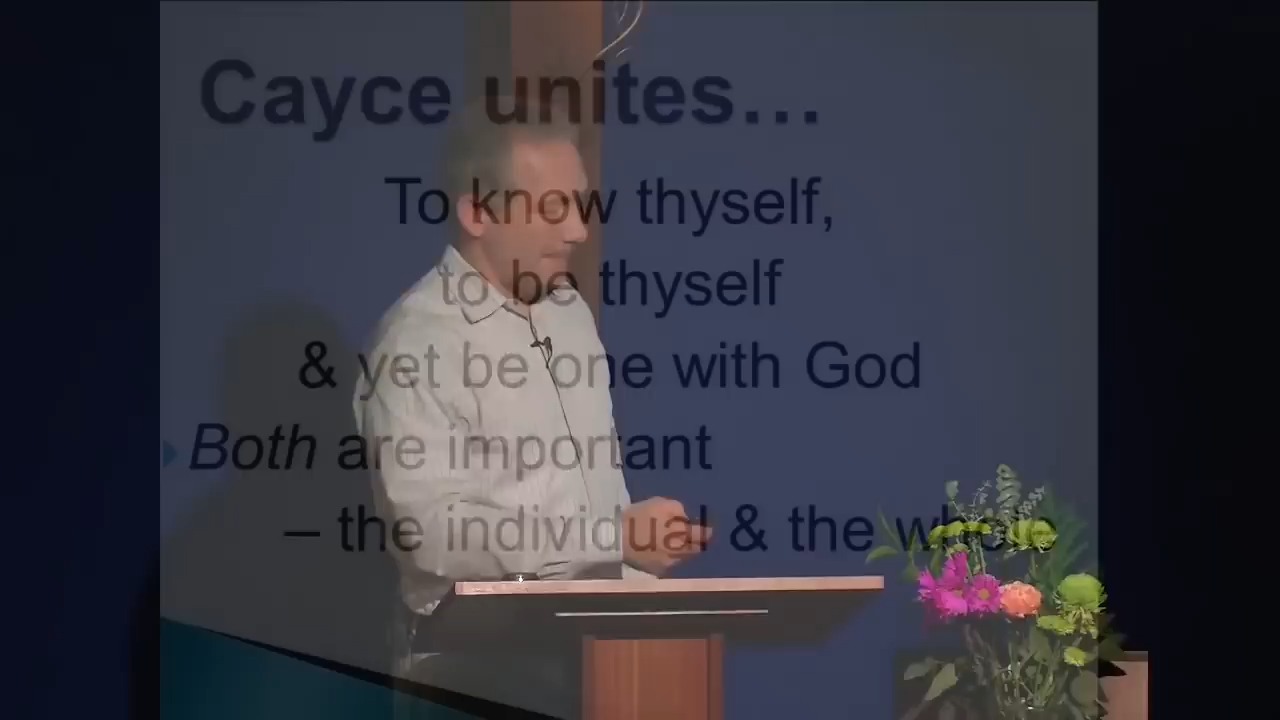 Cayce unites…
To know thyself,
to be thyself
& yet be one with God
Both are important
– the individual & the whole